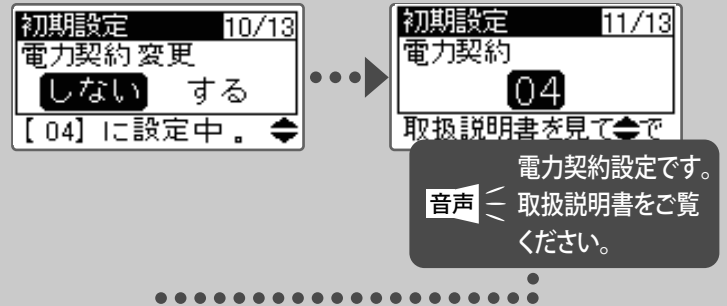 初期設定 10/13
電力契約変更
しない する
【04】に設定中。
初期設定 11/13
電力契約
04
取扱説明書を見て◆で
音声
電力契約設定です。
取扱説明書をご覧
ください。